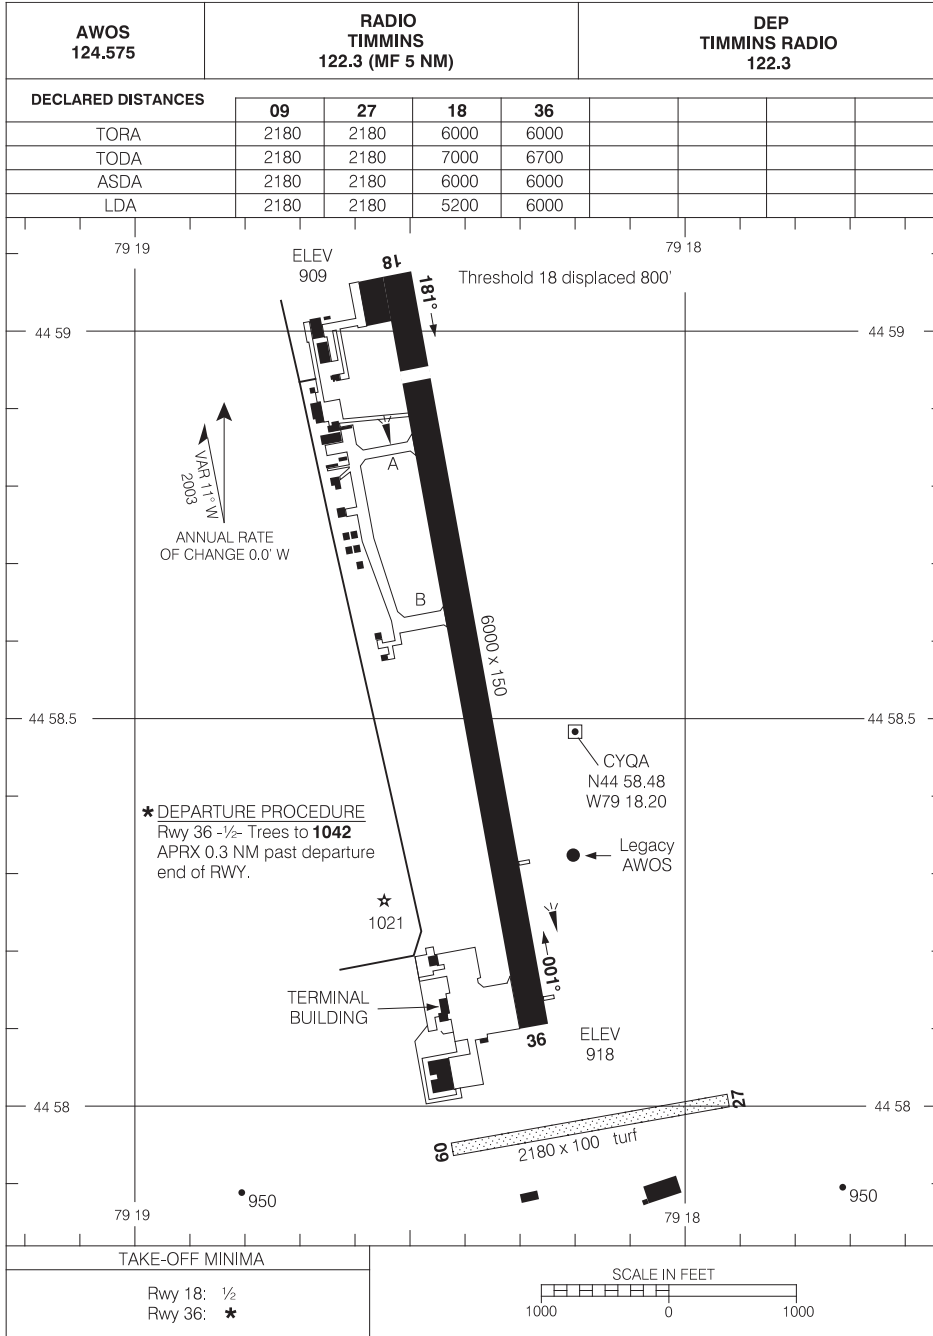 AWOS
124.575
RADIO
TIMMINS
122.3 (MF 5 NM)
DEP
TIMMINS RADIO
122.3
DECLARED DISTANCES
09 27 18 36
TORA 2180 2180 6000 6000
TODA 2180 2180 7000 6700
ASDA 2180 2180 6000 6000
LDA 2180 2180 5200 6000
79 19
79 18
ELEV
909
18
181°
Threshold 18 displaced 800'
44 59
44 59
VAR 11° W
2003
ANNUAL RATE
OF CHANGE 0.0' W
A
B
6000 x 150
44 58.5
44 58.5
CYQA
N44 58.48
W79 18.20
* DEPARTURE PROCEDURE
Rwy 36 -½- Trees to 1042
APRX 0.3 NM past departure
end of RWY.
Legacy
AWOS
1021
001°
TERMINAL
BUILDING
36
ELEV
918
44 58
44 58
27
09
2180 x 100 turf
950
950
79 19
79 18
TAKE-OFF MINIMA
Rwy 18: ½
Rwy 36: *
SCALE IN FEET
1000 0 1000